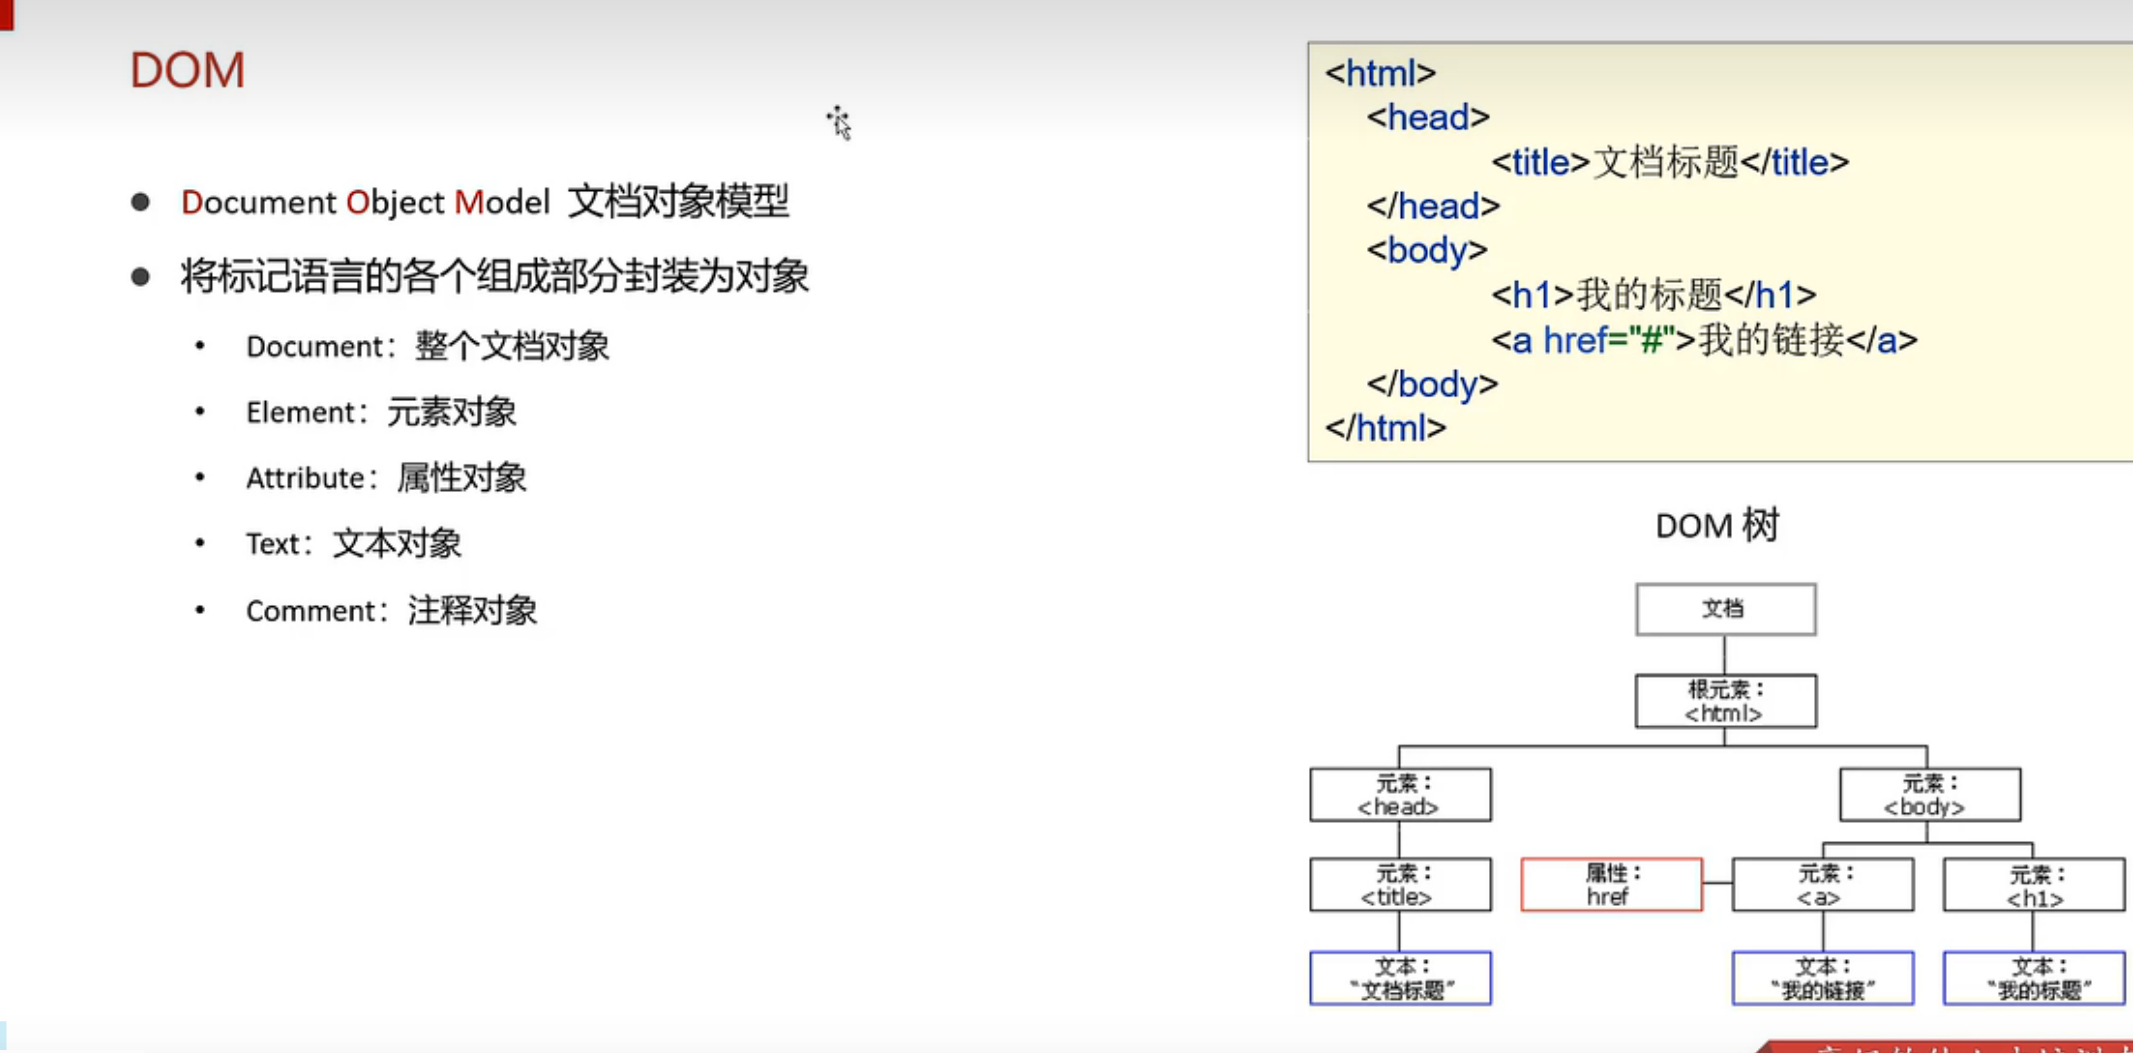 DOM
Document Object Model 文档对象模型
将标记语言的各个组成部分封装为对象
Document：整个文档对象
Element：元素对象
Attribute：属性对象
Text：文本对象
Comment：注释对象
<html>
<head>
<title>文档标题</title>
</head>
<body>
<h1>我的标题</h1>
<a href="#">我的链接</a>
</body>
</html>
DOM 树
文档
根元素：
<html>
元素：
<head>
元素：
<body>
元素：
<title>
属性：
href
元素：
<a>
元素：
<h1>
文本：
“文档标题”
文本：
“我的链接”
文本：
“我的标题”